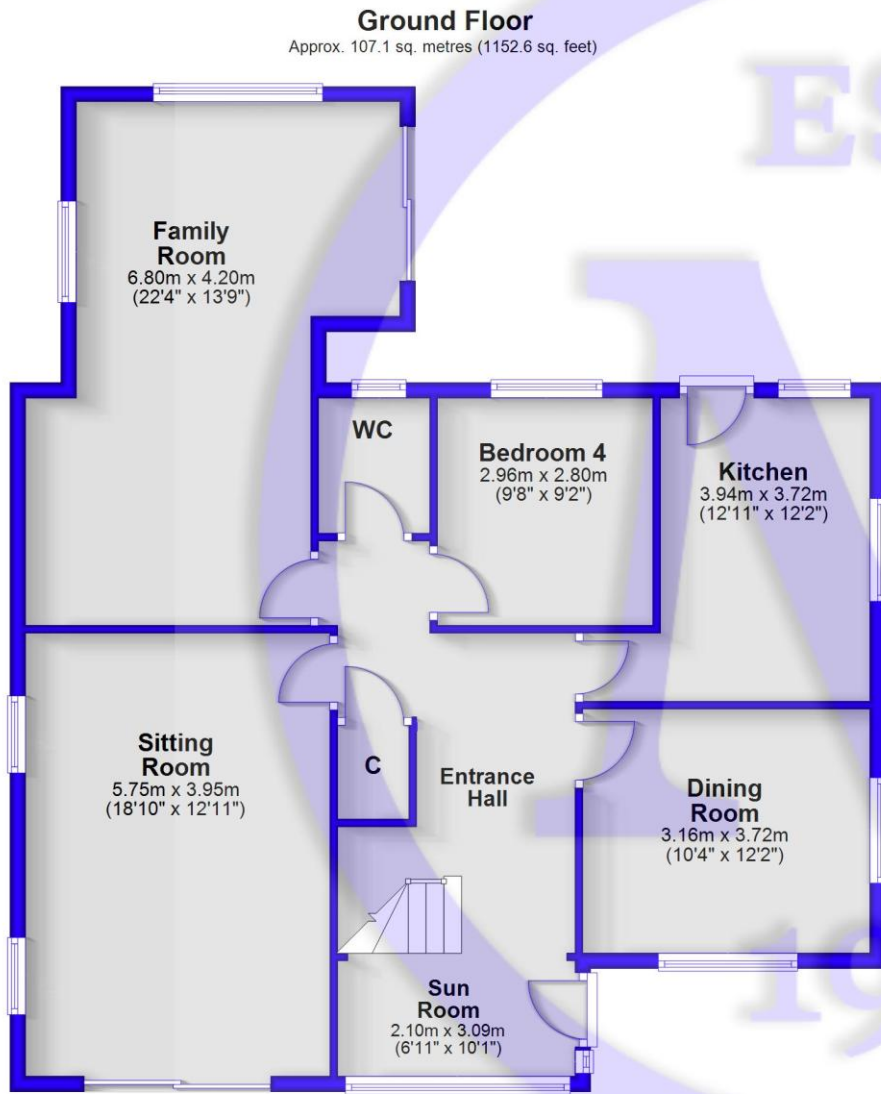 Ground Floor
Approx. 107.1 sq. metres (1152.6 sq. feet)
ES
Family
Room
6.80m x 4.20m
(22'4" x 13'9")
WC
Bedroom 4
2.96m x 2.80m
(9'8" x 9'2")
Kitchen
3.94m x 3.72m
(12'11" x 12'2")
Sitting
Room
5.75m x 3.95m
(18'10" x 12'11")
C
Entrance
Hall
Dining
Room
3.16m x 3.72m
(10'4" x 12'2")
Sun
Room
2.10m x 3.09m
(6'11" x 10'1")
19